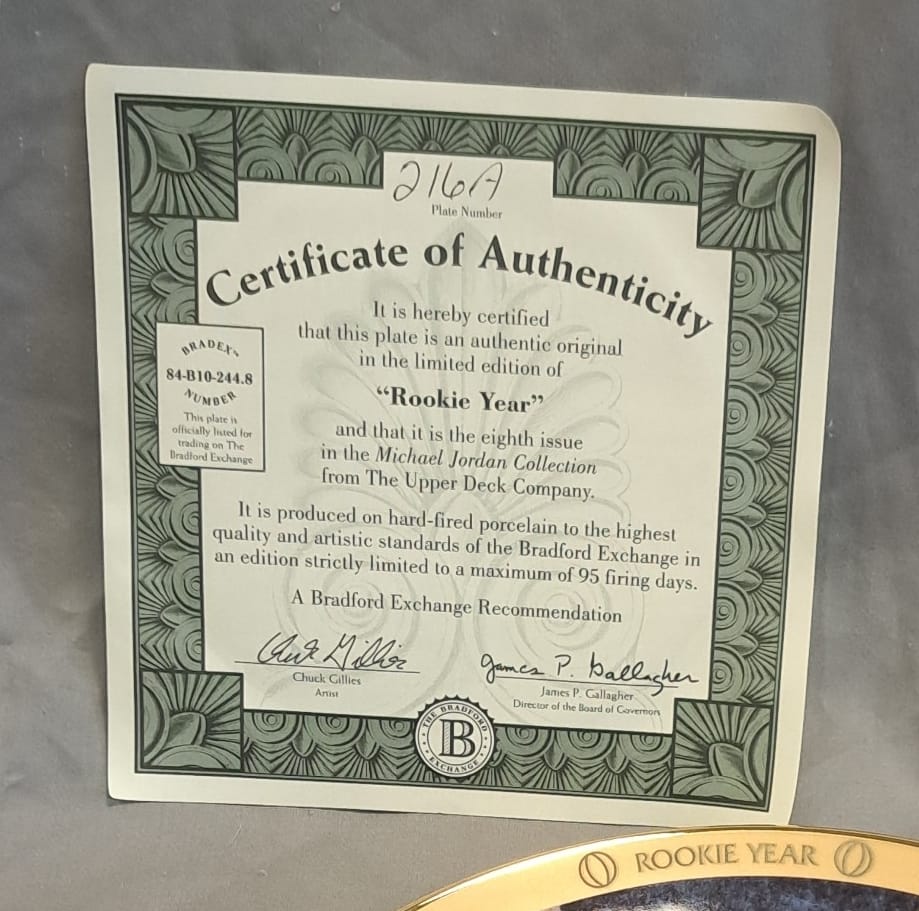 216A
Plate Number
Certificate of Authenticity
It is hereby certified
that this plate is an authentic original
in the limited edition of
“Rookie Year”
and that it is the eighth issue
in the Michael Jordan Collection
from The Upper Deck Company.
BRADEX™
84-B10-244.8
NUMBER
This plate is
officially listed for
trading on The
Bradford Exchange
It is produced on hard-fired porcelain to the highest
quality and artistic standards of the Bradford Exchange in
an edition strictly limited to a maximum of 95 firing days.
A Bradford Exchange Recommendation
Chuck Gillies
Chuck Gillies
Artist
James P. Gallagher
James P. Gallagher
Director of the Board of Governors
THE BRADFORD
B
EXCHANGE
ROOKIE YEAR